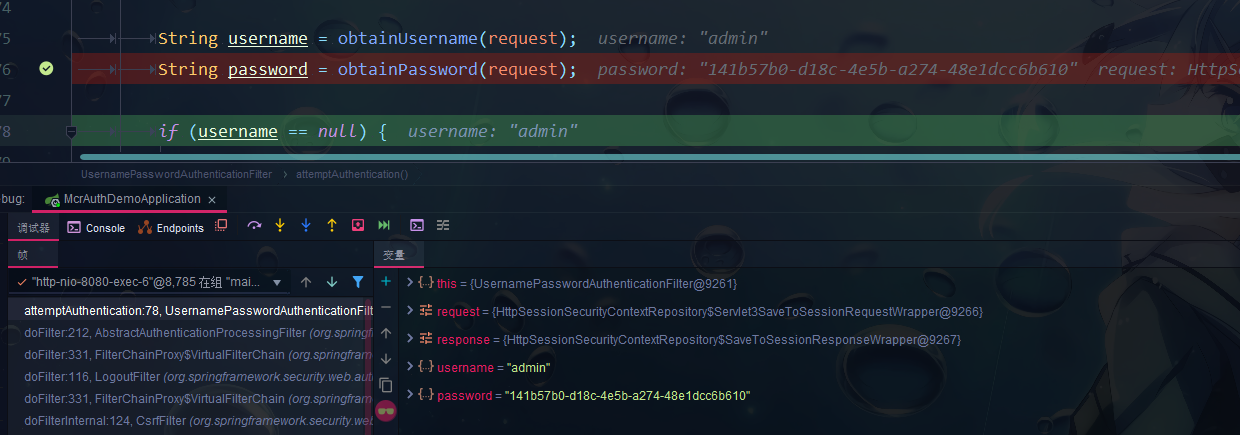 74
75 String username = obtainUsername(request); username: "admin"
76 String password = obtainPassword(request); password: "141b57b0-d18c-4e5b-a274-48e1dcc6b610" request: HttpS
77
78 if (username == null) { username: "admin"
79
UsernamePasswordAuthenticationFilter > attemptAuthentication()
bug: McrAuthDemoApplication ×
调试器 Console Endpoints
帧
变量
"http-nio-8080-exec-6"@8,785 在组 "mai...
attemptAuthentication:78, UsernamePasswordAuthenticationFilt
doFilter:212, AbstractAuthenticationProcessingFilter (org.springf
doFilter:331, FilterChainProxy$VirtualFilterChain (org.springfram
doFilter:116, LogoutFilter (org.springframework.security.web.aut
doFilter:331, FilterChainProxy$VirtualFilterChain (org.springfram
doFilterInternal:124, CsrfFilter (org.springframework.security.web
this = {UsernamePasswordAuthenticationFilter@9261}
request = {HttpSessionSecurityContextRepository$Servlet3SaveToSessionRequestWrapper@9266}
response = {HttpSessionSecurityContextRepository$SaveToSessionResponseWrapper@9267}
username = "admin"
password = "141b57b0-d18c-4e5b-a274-48e1dcc6b610"